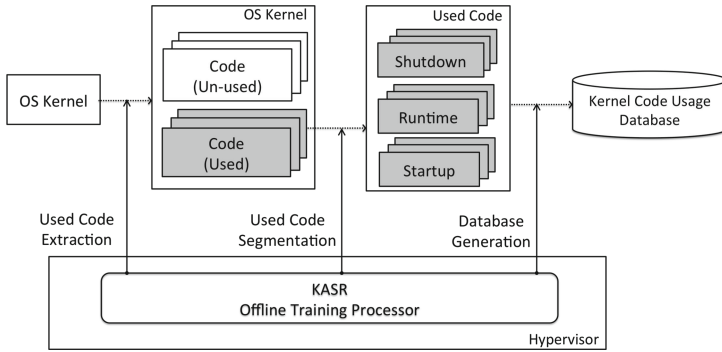 OS Kernel
Used Code
Code
(Un-used)
Shutdown
OS Kernel
Kernel Code Usage
Database
Runtime
Code
(Used)
Startup
Used Code
Extraction
Used Code
Segmentation
Database
Generation
KASR
Offline Training Processor
Hypervisor